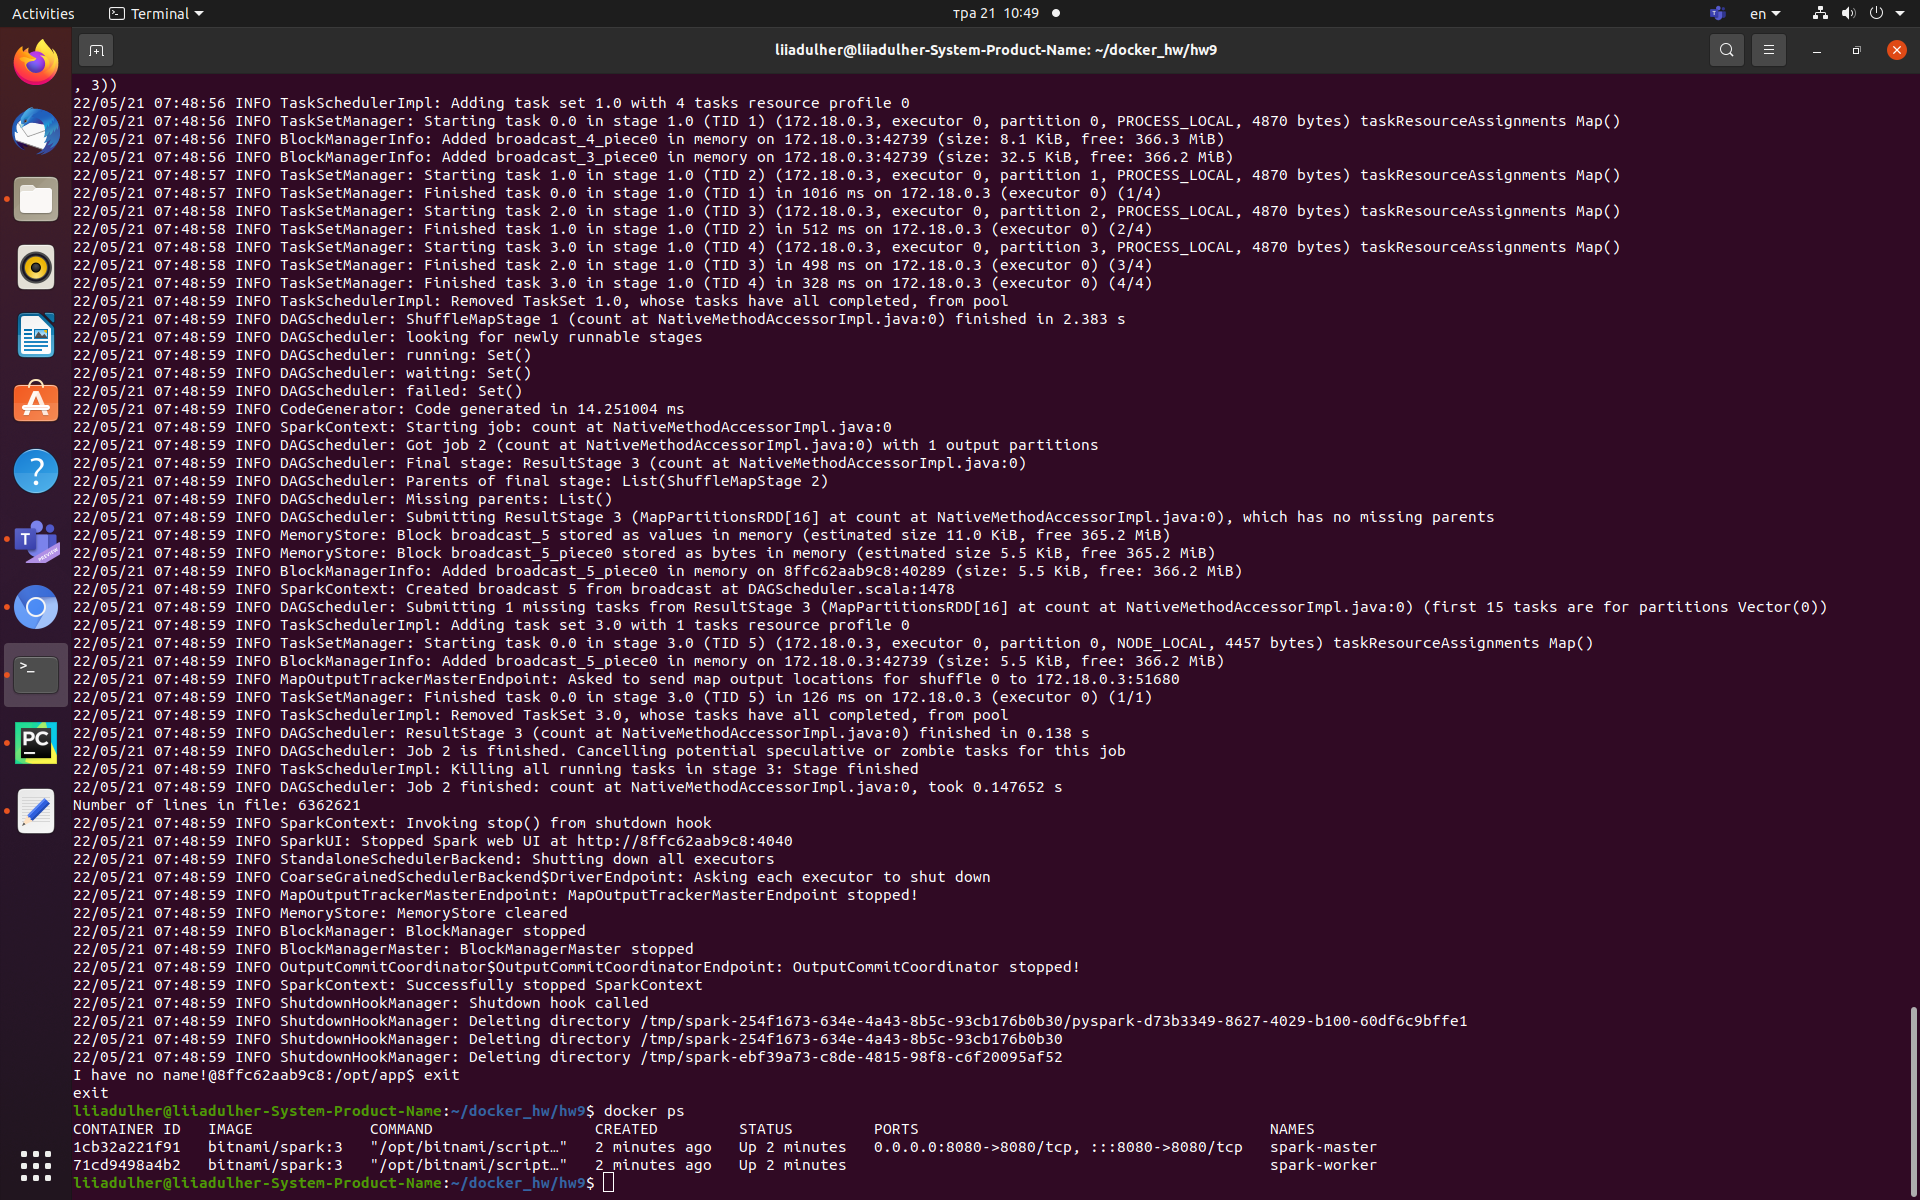 Activities
Terminal
тра 21 10:49
en
liiadulher@liiadulher-System-Product-Name: ~/docker_hw/hw9
, 3))
22/05/21 07:48:56 INFO TaskSchedulerImpl: Adding task set 1.0 with 4 tasks resource profile 0
22/05/21 07:48:56 INFO TaskSetManager: Starting task 0.0 in stage 1.0 (TID 1) (172.18.0.3, executor 0, partition 0, PROCESS_LOCAL, 4870 bytes) taskResourceAssignments Map()
22/05/21 07:48:56 INFO BlockManagerInfo: Added broadcast_4_piece0 in memory on 172.18.0.3:42739 (size: 8.1 KiB, free: 366.3 MiB)
22/05/21 07:48:56 INFO BlockManagerInfo: Added broadcast_3_piece0 in memory on 172.18.0.3:42739 (size: 32.5 KiB, free: 366.2 MiB)
22/05/21 07:48:57 INFO TaskSetManager: Starting task 1.0 in stage 1.0 (TID 2) (172.18.0.3, executor 0, partition 1, PROCESS_LOCAL, 4870 bytes) taskResourceAssignments Map()
22/05/21 07:48:57 INFO TaskSetManager: Finished task 0.0 in stage 1.0 (TID 1) in 1016 ms on 172.18.0.3 (executor 0) (1/4)
22/05/21 07:48:58 INFO TaskSetManager: Starting task 2.0 in stage 1.0 (TID 3) (172.18.0.3, executor 0, partition 2, PROCESS_LOCAL, 4870 bytes) taskResourceAssignments Map()
22/05/21 07:48:58 INFO TaskSetManager: Finished task 1.0 in stage 1.0 (TID 2) in 512 ms on 172.18.0.3 (executor 0) (2/4)
22/05/21 07:48:58 INFO TaskSetManager: Starting task 3.0 in stage 1.0 (TID 4) (172.18.0.3, executor 0, partition 3, PROCESS_LOCAL, 4870 bytes) taskResourceAssignments Map()
22/05/21 07:48:58 INFO TaskSetManager: Finished task 2.0 in stage 1.0 (TID 3) in 498 ms on 172.18.0.3 (executor 0) (3/4)
22/05/21 07:48:59 INFO TaskSetManager: Finished task 3.0 in stage 1.0 (TID 4) in 328 ms on 172.18.0.3 (executor 0) (4/4)
22/05/21 07:48:59 INFO TaskSchedulerImpl: Removed TaskSet 1.0, whose tasks have all completed, from pool
22/05/21 07:48:59 INFO DAGScheduler: ShuffleMapStage 1 (count at NativeMethodAccessorImpl.java:0) finished in 2.383 s
22/05/21 07:48:59 INFO DAGScheduler: looking for newly runnable stages
22/05/21 07:48:59 INFO DAGScheduler: running: Set()
22/05/21 07:48:59 INFO DAGScheduler: waiting: Set()
22/05/21 07:48:59 INFO DAGScheduler: failed: Set()
22/05/21 07:48:59 INFO CodeGenerator: Code generated in 14.251004 ms
22/05/21 07:48:59 INFO SparkContext: Starting job: count at NativeMethodAccessorImpl.java:0
22/05/21 07:48:59 INFO DAGScheduler: Got job 2 (count at NativeMethodAccessorImpl.java:0) with 1 output partitions
22/05/21 07:48:59 INFO DAGScheduler: Final stage: ResultStage 3 (count at NativeMethodAccessorImpl.java:0)
22/05/21 07:48:59 INFO DAGScheduler: Parents of final stage: List(ShuffleMapStage 2)
22/05/21 07:48:59 INFO DAGScheduler: Missing parents: List()
22/05/21 07:48:59 INFO DAGScheduler: Submitting ResultStage 3 (MapPartitionsRDD[16] at count at NativeMethodAccessorImpl.java:0), which has no missing parents
22/05/21 07:48:59 INFO MemoryStore: Block broadcast_5 stored as values in memory (estimated size 11.0 KiB, free 365.2 MiB)
22/05/21 07:48:59 INFO MemoryStore: Block broadcast_5_piece0 stored as bytes in memory (estimated size 5.5 KiB, free 365.2 MiB)
22/05/21 07:48:59 INFO BlockManagerInfo: Added broadcast_5_piece0 in memory on 8ffc62aab9c8:40289 (size: 5.5 KiB, free: 366.2 MiB)
22/05/21 07:48:59 INFO SparkContext: Created broadcast 5 from broadcast at DAGScheduler.scala:1478
22/05/21 07:48:59 INFO DAGScheduler: Submitting 1 missing tasks from ResultStage 3 (MapPartitionsRDD[16] at count at NativeMethodAccessorImpl.java:0) (first 15 tasks are for partitions Vector(0))
22/05/21 07:48:59 INFO TaskSchedulerImpl: Adding task set 3.0 with 1 tasks resource profile 0
22/05/21 07:48:59 INFO TaskSetManager: Starting task 0.0 in stage 3.0 (TID 5) (172.18.0.3, executor 0, partition 0, NODE_LOCAL, 4457 bytes) taskResourceAssignments Map()
22/05/21 07:48:59 INFO BlockManagerInfo: Added broadcast_5_piece0 in memory on 172.18.0.3:42739 (size: 5.5 KiB, free: 366.2 MiB)
22/05/21 07:48:59 INFO MapOutputTrackerMasterEndpoint: Asked to send map output locations for shuffle 0 to 172.18.0.3:51680
22/05/21 07:48:59 INFO TaskSetManager: Finished task 0.0 in stage 3.0 (TID 5) in 126 ms on 172.18.0.3 (executor 0) (1/1)
22/05/21 07:48:59 INFO TaskSchedulerImpl: Removed TaskSet 3.0, whose tasks have all completed, from pool
22/05/21 07:48:59 INFO DAGScheduler: ResultStage 3 (count at NativeMethodAccessorImpl.java:0) finished in 0.138 s
22/05/21 07:48:59 INFO DAGScheduler: Job 2 is finished. Cancelling potential speculative or zombie tasks for this job
22/05/21 07:48:59 INFO TaskSchedulerImpl: Killing all running tasks in stage 3: Stage finished
22/05/21 07:48:59 INFO DAGScheduler: Job 2 finished: count at NativeMethodAccessorImpl.java:0, took 0.147652 s
Number of lines in file: 6362621
22/05/21 07:48:59 INFO SparkContext: Invoking stop() from shutdown hook
22/05/21 07:48:59 INFO SparkUI: Stopped Spark web UI at http://8ffc62aab9c8:4040
22/05/21 07:48:59 INFO StandaloneSchedulerBackend: Shutting down all executors
22/05/21 07:48:59 INFO CoarseGrainedSchedulerBackend$DriverEndpoint: Asking each executor to shut down
22/05/21 07:48:59 INFO MapOutputTrackerMasterEndpoint: MapOutputTrackerMasterEndpoint stopped!
22/05/21 07:48:59 INFO MemoryStore: MemoryStore cleared
22/05/21 07:48:59 INFO BlockManager: BlockManager stopped
22/05/21 07:48:59 INFO BlockManagerMaster: BlockManagerMaster stopped
22/05/21 07:48:59 INFO OutputCommitCoordinator$OutputCommitCoordinatorEndpoint: OutputCommitCoordinator stopped!
22/05/21 07:48:59 INFO SparkContext: Successfully stopped SparkContext
22/05/21 07:48:59 INFO ShutdownHookManager: Shutdown hook called
22/05/21 07:48:59 INFO ShutdownHookManager: Deleting directory /tmp/spark-254f1673-634e-4a43-8b5c-93cb176b0b30/pyspark-d73b3349-8627-4029-b100-60df6c9bffe1
22/05/21 07:48:59 INFO ShutdownHookManager: Deleting directory /tmp/spark-254f1673-634e-4a43-8b5c-93cb176b0b30
22/05/21 07:48:59 INFO ShutdownHookManager: Deleting directory /tmp/spark-ebf39a73-c8de-4815-98f8-c6f20095af52
I have no name!@8ffc62aab9c8:/opt/app$ exit
exit
liiadulher@liiadulher-System-Product-Name:~/docker_hw/hw9$ docker ps
CONTAINER ID   IMAGE             COMMAND                  CREATED         STATUS         PORTS                                       NAMES
1cb32a221f91   bitnami/spark:3   "/opt/bitnami/script…"   2 minutes ago   Up 2 minutes   0.0.0.0:8080->8080/tcp, :::8080->8080/tcp   spark-master
71cd9498a4b2   bitnami/spark:3   "/opt/bitnami/script…"   2 minutes ago   Up 2 minutes                                               spark-worker
liiadulher@liiadulher-System-Product-Name:~/docker_hw/hw9$